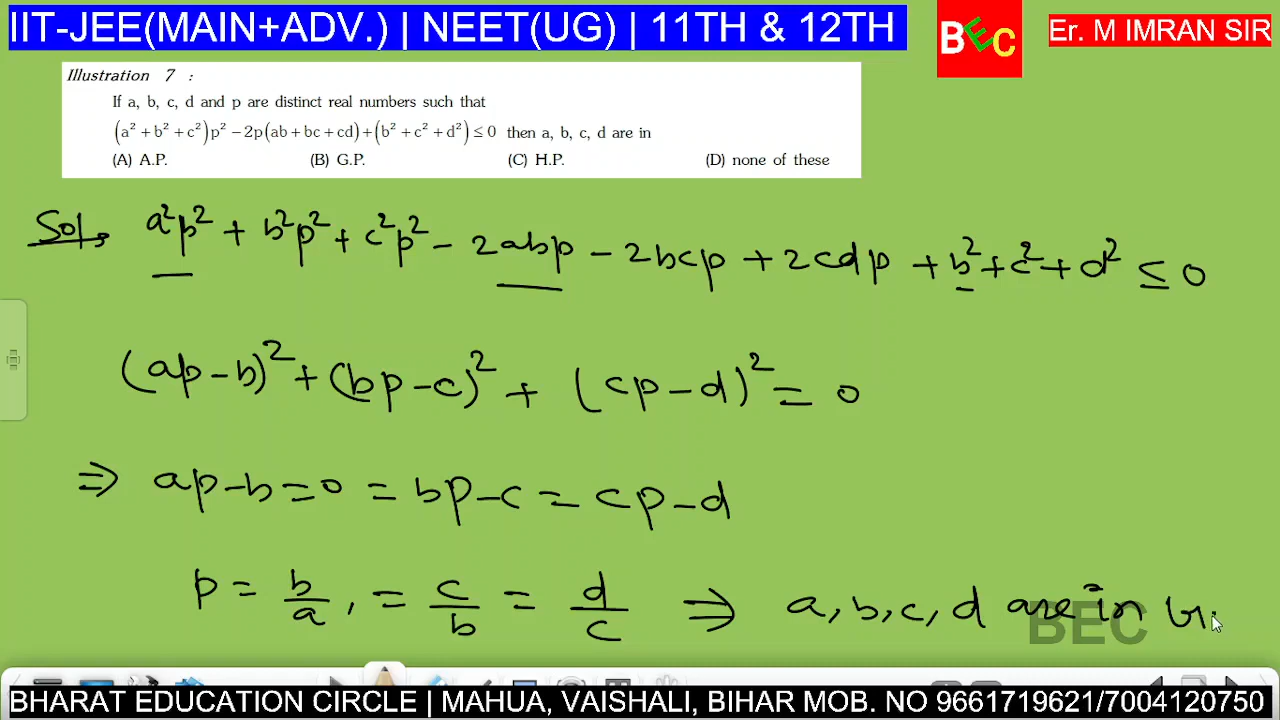 IIT-JEE(MAIN+ADV.) | NEET(UG) | 11TH & 12TH
BEC
Er. M IMRAN SIR
Illustration 7 :
If a, b, c, d and p are distinct real numbers such that
(a² + b² + c²)p² − 2p(ab + bc + cd) + (b² + c² + d²) ≤ 0 then a, b, c, d are in
(A) A.P. (B) G.P. (C) H.P. (D) none of these
Sol. a²p² + b²p² + c²p² − 2abp − 2bcp + 2cdp + b² + c² + d² ≤ 0
(ap − b)² + (bp − c)² + (cp − d)² = 0
⇒ ap − b = 0 = bp − c = cp − d
p = b/a, = c/b = d/c ⇒ a, b, c, d are in
BEC
BHARAT EDUCATION CIRCLE | MAHUA, VAISHALI, BIHAR MOB. NO 9661719621/7004120750